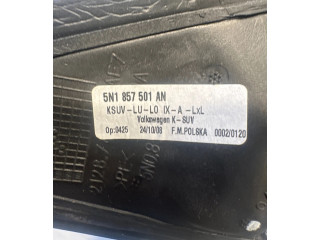 5N1 857 501 AN
KSUV-LU-LO IX-A -LxL
Volkswagen K-SUV
Op:0425 24/10/08 F.M.POLSKA 0002/0120